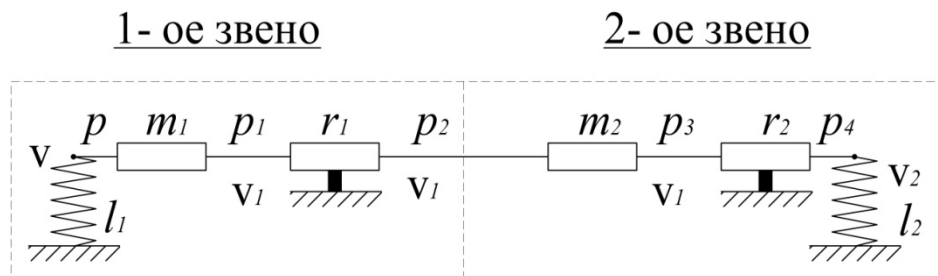 1- ое звено 2- ое звено
p m₁ p₁ r₁ p₂ m₂ p₃ r₂ p₄
v v₁ v₁ v₁ v₂
l₁ l₂